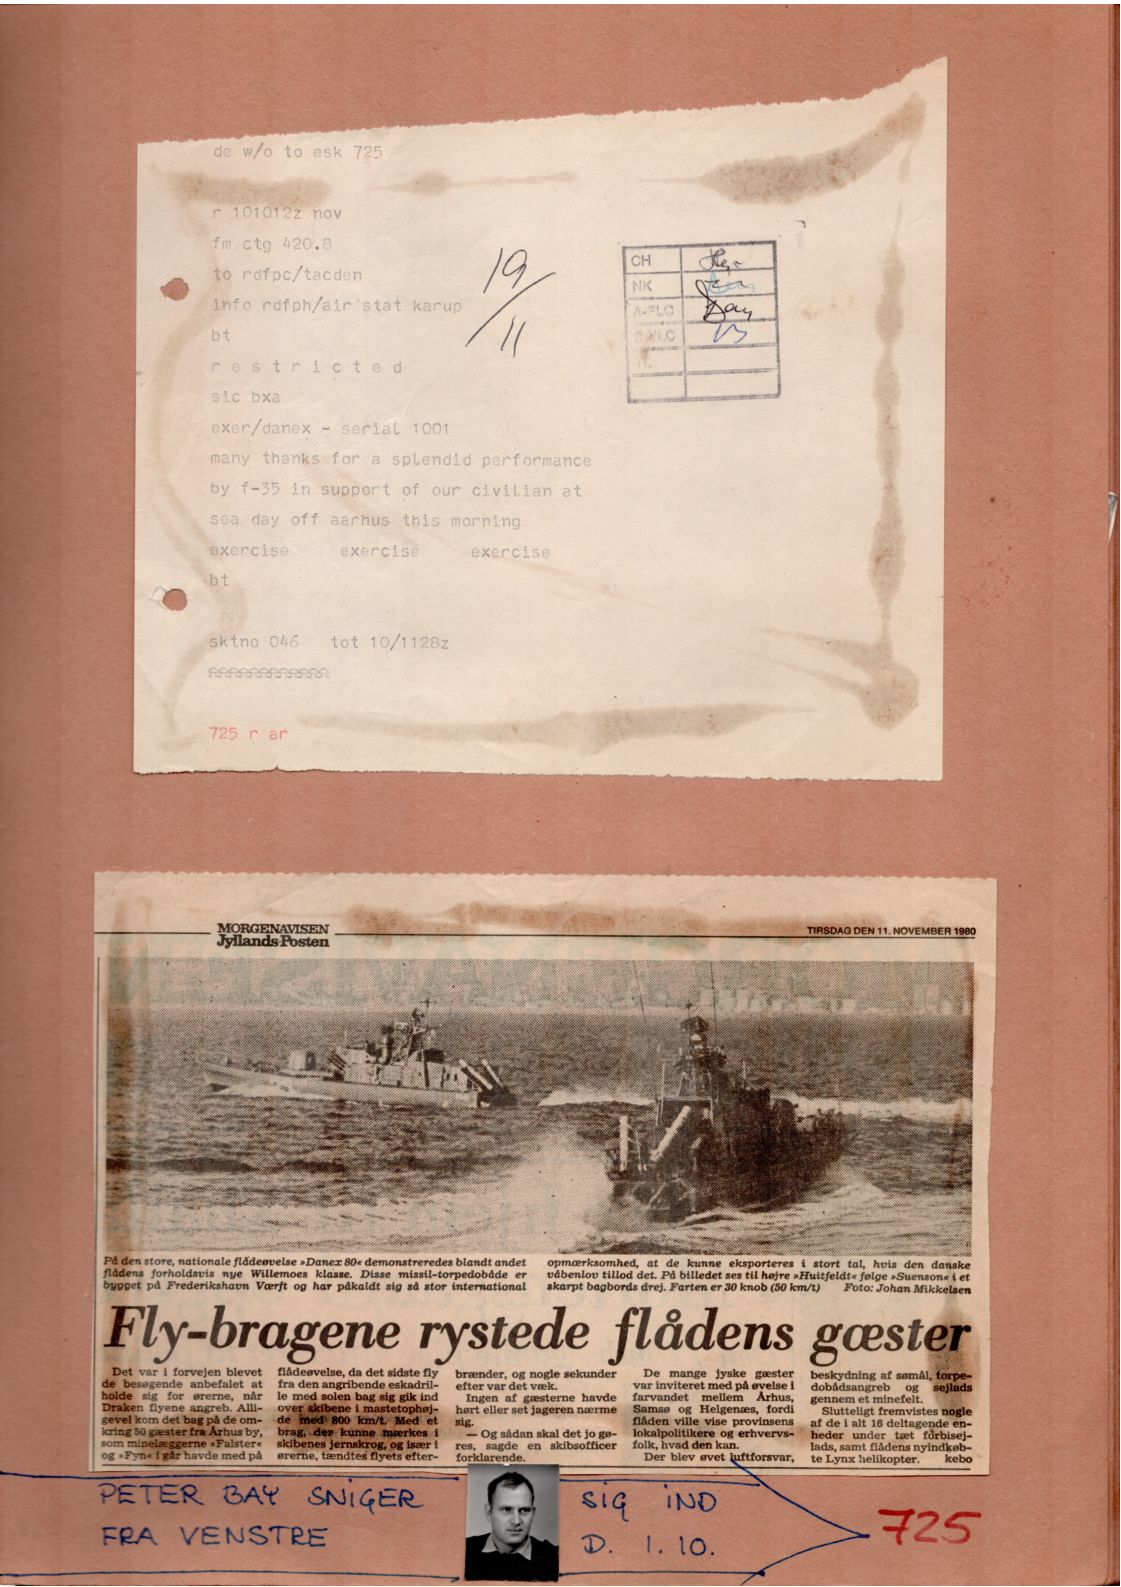 de w/o to esk 725
r 101012z nov
fm ctg 420.8
to rdfpc/tacden
info rdfph/air stat karup
bt
r e s t r i c t e d
sic bxa
exer/danex - serial 1001
many thanks for a splendid performance
by f-35 in support of our civilian at
sea day off aarhus this morning
exercise exercise exercise
bt
sktno 046 tot 10/1128z
725 r ar
19/11
CH
NK
A-FLC
MORGENAVISEN
Jyllands-Posten
TIRSDAG DEN 11. NOVEMBER 1980
På den store, nationale flådeøvelse »Danex 80« demonstreredes blandt andet
flådens forholdsvis nye Willemoes klasse. Disse missil-torpedobåde er
bygget på Frederikshavn Værft og har påkaldt sig så stor international
opmærksomhed, at de kunne eksporteres i stort tal, hvis den danske
våbenlov tillod det. På billedet ses til højre »Huitfeldt« følge »Suenson« i et
skarpt bagbords drej. Farten er 30 knob (50 km/t) Foto: Johan Mikkelsen
Fly-bragene rystede flådens gæster
Det var i forvejen blevet
de besøgende anbefalet at
holde sig for ørerne, når
Draken flyene angreb. Alli-
gevel kom det bag på de om-
kring 50 gæster fra Århus by,
som minelæggerne »Falster«
og »Fyn« i går havde med på
flådeøvelse, da det sidste fly
fra den angribende eskadril-
le med solen bag sig gik ind
over skibene i mastetophøj-
de med 800 km/t. Med et
brag, der kunne mærkes i
skibenes jernskrog, og især i
ørerne, tændtes flyets efter-
brænder, og nogle sekunder
efter var det væk.
Ingen af gæsterne havde
hørt eller set jageren nærme
sig.
— Og sådan skal det jo gø-
res, sagde en skibsofficer
forklarende.
De mange jyske gæster
var inviteret med på øvelse i
farvandet mellem Århus,
Samsø og Helgenæs, fordi
flåden ville vise provinsens
lokalpolitikere og erhvervs-
folk, hvad den kan.
Der blev øvet luftforsvar,
beskydning af sømål, torpe-
dobådsangreb og sejlads
gennem et minefelt.
Slutteligt fremvistes nogle
af de i alt 16 deltagende en-
heder under tæt forbisej-
lads, samt flådens nyindkøb-
te Lynx helikopter. kebo
PETER BAY SNIGER SIG IND
FRA VENSTRE D. 1.10.
725